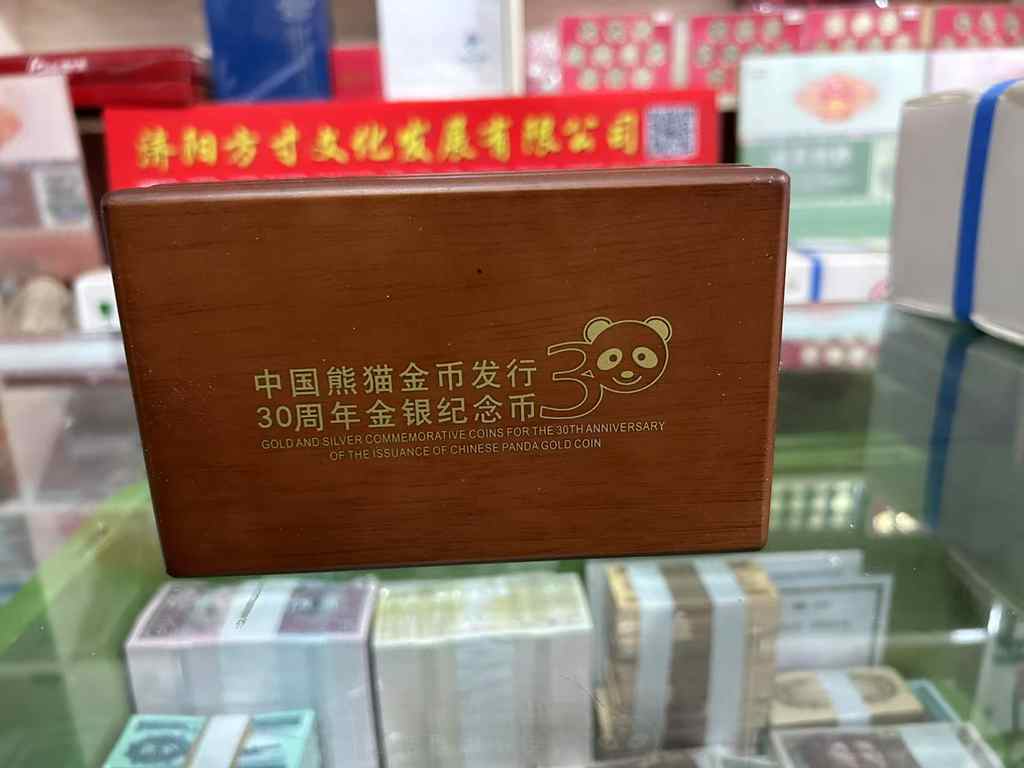 济阳方寸文化发展有限公司
中国熊猫金币发行
30周年金银纪念币
30
GOLD AND SILVER COMMEMORATIVE COINS FOR THE 30TH ANNIVERSARY
OF THE ISSUANCE OF CHINESE PANDA GOLD COIN